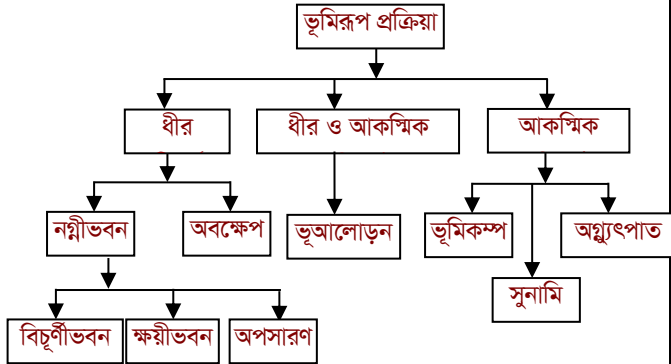 ভূমিরূপ প্রক্রিয়া
ধীর
ধীর ও আকস্মিক
আকস্মিক
নগ্নীভবন
অবক্ষেপ
ভূআলোড়ন
ভূমিকম্প
অগ্ন্যুৎপাত
সুনামি
বিচূর্ণীভবন
ক্ষয়ীভবন
অপসারণ